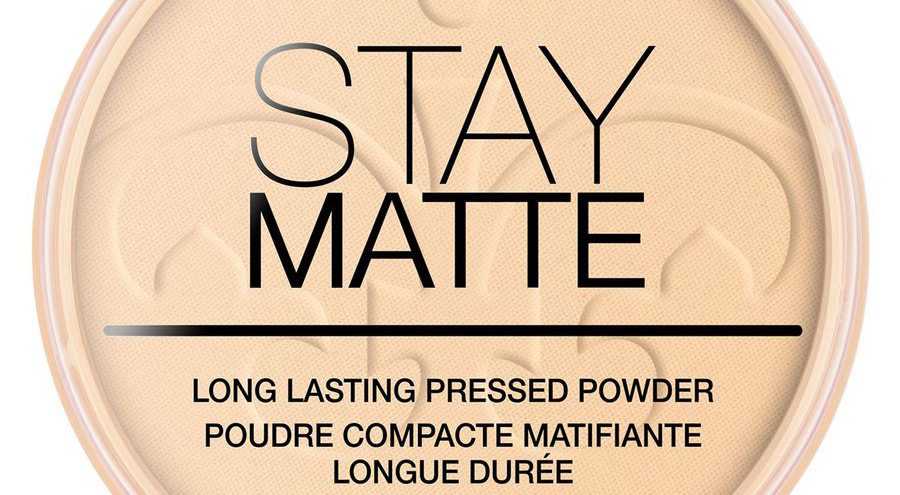 STAY
MATTE
LONG LASTING PRESSED POWDER
POUDRE COMPACTE MATIFIANTE
LONGUE DURÉE